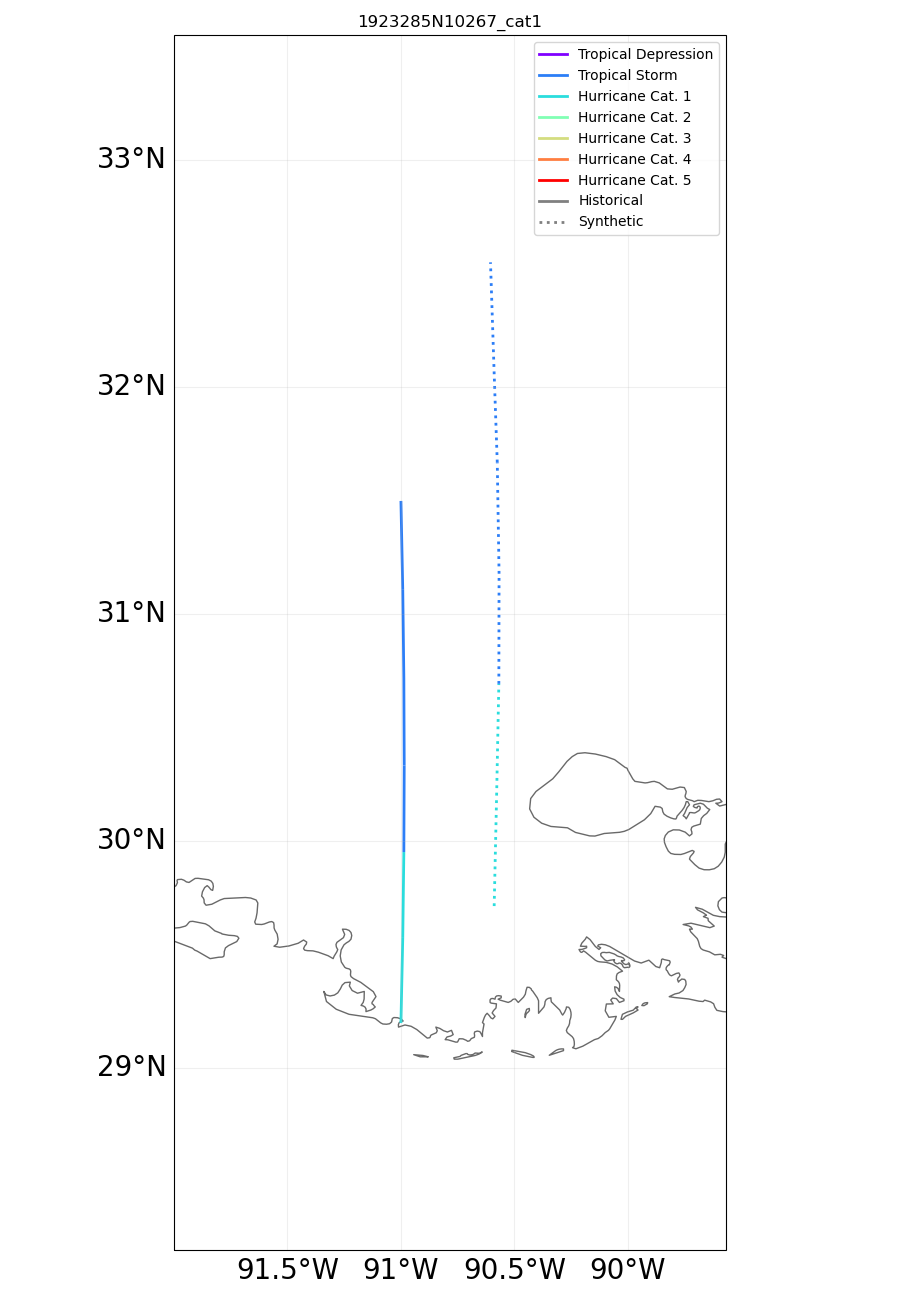 1923285N10267_cat1
Tropical Depression
Tropical Storm
Hurricane Cat. 1
Hurricane Cat. 2
Hurricane Cat. 3
Hurricane Cat. 4
Hurricane Cat. 5
Historical
Synthetic
33°N
32°N
31°N
30°N
29°N
91.5°W 91°W 90.5°W 90°W